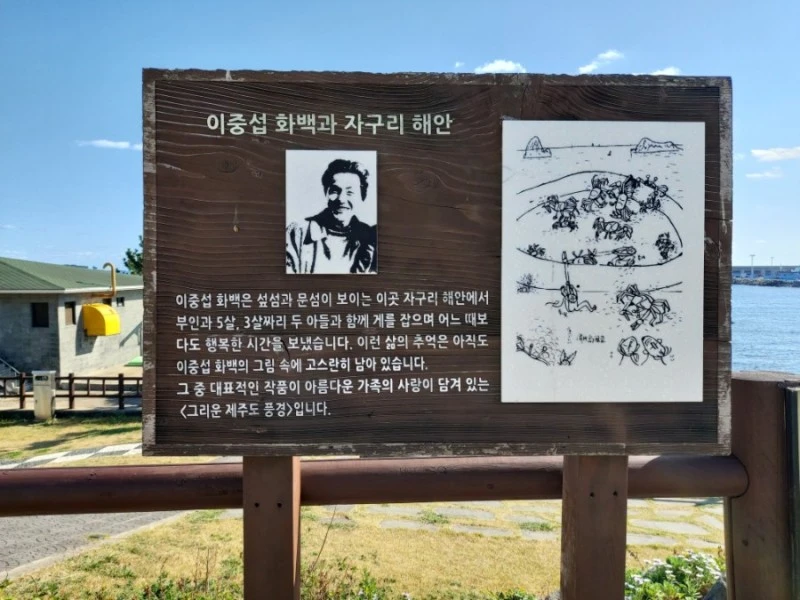 이중섭 화백과 자구리 해안
이중섭 화백은 섶섬과 문섬이 보이는 이곳 자구리 해안에서
부인과 5살, 3살짜리 두 아들과 함께 게를 잡으며 어느 때보
다도 행복한 시간을 보냈습니다. 이런 삶의 추억은 아직도
이중섭 화백의 그림 속에 고스란히 남아 있습니다.
그 중 대표적인 작품이 아름다운 가족의 사랑이 담겨 있는
<그리운 제주도 풍경>입니다.